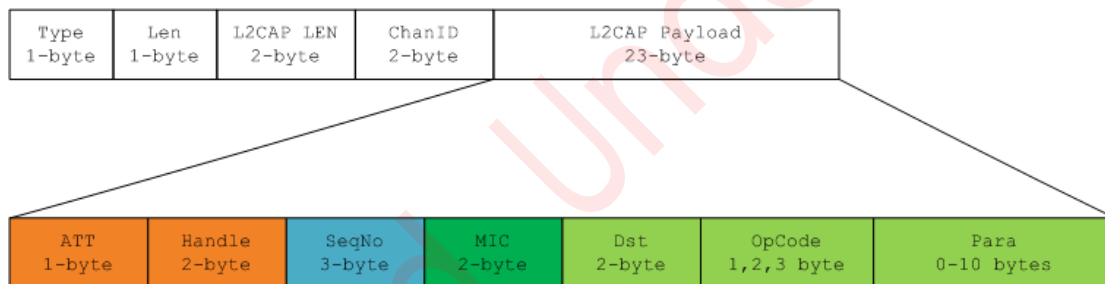 Type Len L2CAP LEN ChanID L2CAP Payload
1-byte 1-byte 2-byte 2-byte 23-byte
ATT Handle SeqNo MIC Dst OpCode Para
1-byte 2-byte 3-byte 2-byte 2-byte 1,2,3 byte 0-10 bytes